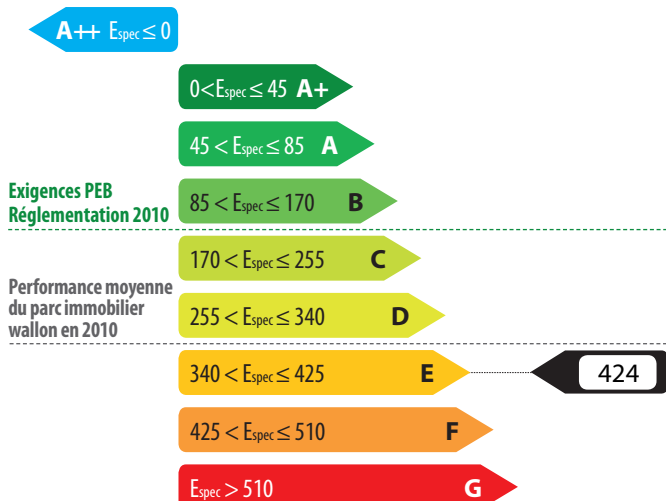 A++ Espec ≤ 0
0<Espec ≤ 45 A+
45 < Espec ≤ 85 A
Exigences PEB
Réglementation 2010
85 < Espec ≤ 170 B
170 < Espec ≤ 255 C
Performance moyenne
du parc immobilier
wallon en 2010
255 < Espec ≤ 340 D
340 < Espec ≤ 425 E
424
425 < Espec ≤ 510 F
Espec > 510 G